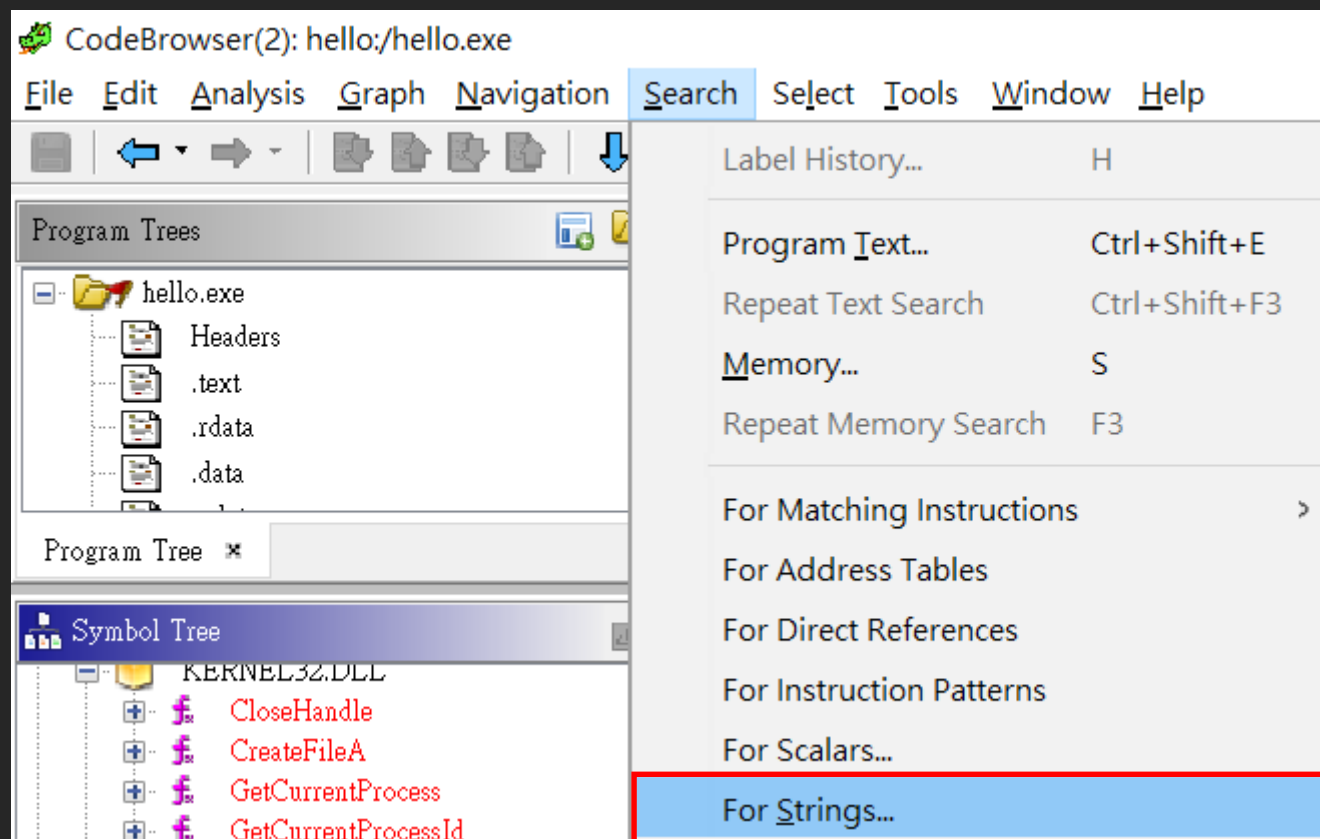 CodeBrowser(2): hello:/hello.exe
File Edit Analysis Graph Navigation Search Select Tools Window Help
Label History... H
Program Text... Ctrl+Shift+E
Repeat Text Search Ctrl+Shift+F3
Memory... S
Repeat Memory Search F3
For Matching Instructions >
For Address Tables
For Direct References
For Instruction Patterns
For Scalars...
For Strings...
Program Trees
hello.exe
Headers
.text
.rdata
.data
Program Tree
Symbol Tree
KERNEL32.DLL
CloseHandle
CreateFileA
GetCurrentProcess
GetCurrentProcessId